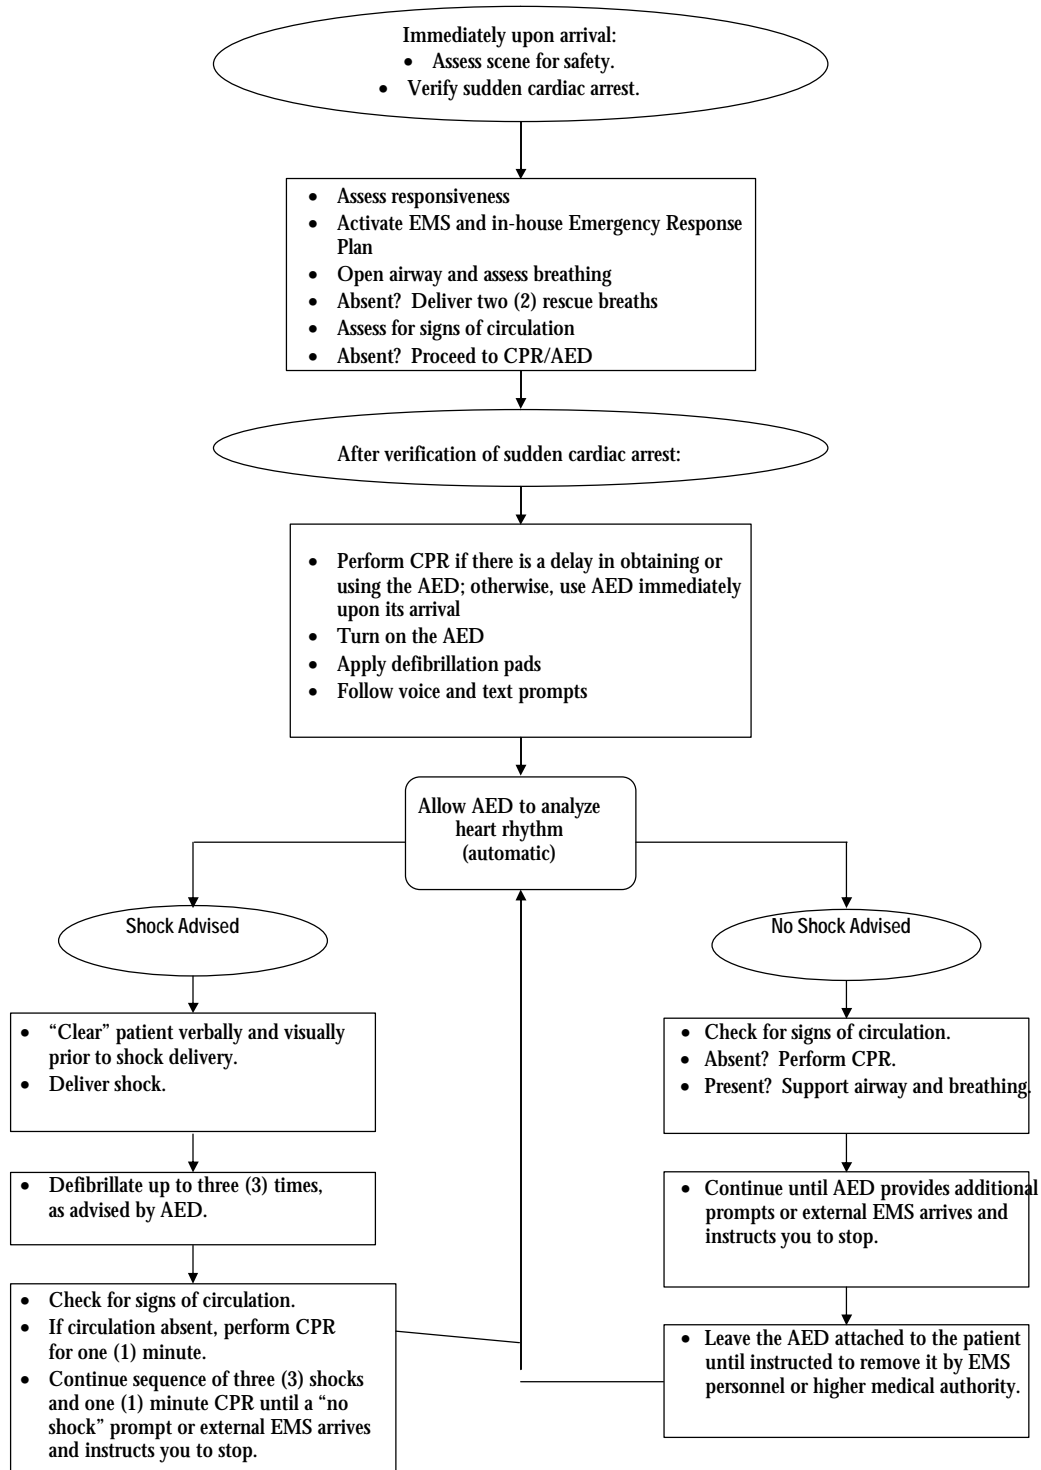 Immediately upon arrival:
• Assess scene for safety.
• Verify sudden cardiac arrest.
• Assess responsiveness
• Activate EMS and in-house Emergency Response
Plan
• Open airway and assess breathing
• Absent? Deliver two (2) rescue breaths
• Assess for signs of circulation
• Absent? Proceed to CPR/AED
After verification of sudden cardiac arrest:
• Perform CPR if there is a delay in obtaining or
using the AED; otherwise, use AED immediately
upon its arrival
• Turn on the AED
• Apply defibrillation pads
• Follow voice and text prompts
Allow AED to analyze
heart rhythm
(automatic)
Shock Advised
• “Clear” patient verbally and visually
prior to shock delivery.
• Deliver shock.
• Defibrillate up to three (3) times,
as advised by AED.
• Check for signs of circulation.
• If circulation absent, perform CPR
for one (1) minute.
• Continue sequence of three (3) shocks
and one (1) minute CPR until a “no
shock” prompt or external EMS arrives
and instructs you to stop.
No Shock Advised
• Check for signs of circulation.
• Absent? Perform CPR.
• Present? Support airway and breathing.
• Continue until AED provides additional
prompts or external EMS arrives and
instructs you to stop.
• Leave the AED attached to the patient
until instructed to remove it by EMS
personnel or higher medical authority.